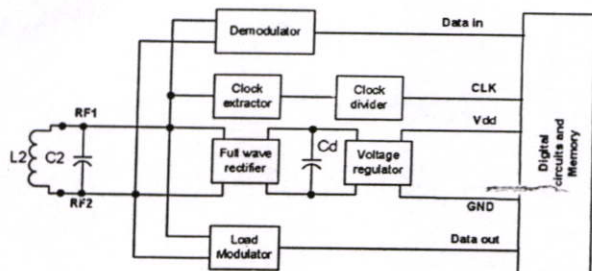 Demodulator
Data in
Clock
extractor
Clock
divider
CLK
Vdd
RF1
L2
C2
Full wave
rectifier
Cd
Voltage
regulator
Digital
circuits and
Memory
RF2
GND
Load
Modulator
Data out